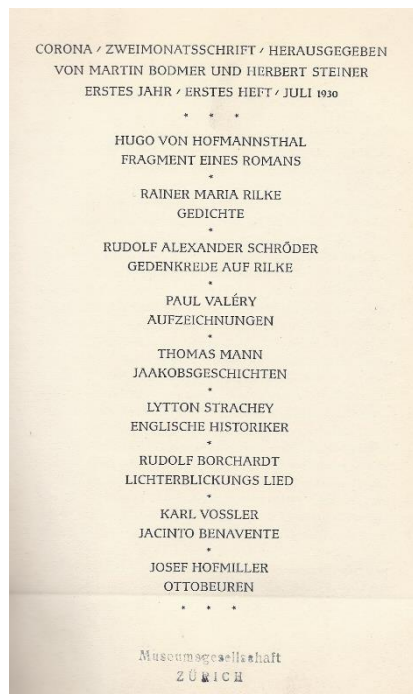 CORONA / ZWEIMONATSSCHRIFT / HERAUSGEGEBEN
VON MARTIN BODMER UND HERBERT STEINER
ERSTES JAHR / ERSTES HEFT / JULI 1930
* * *
HUGO VON HOFMANNSTHAL
FRAGMENT EINES ROMANS
*
RAINER MARIA RILKE
GEDICHTE
*
RUDOLF ALEXANDER SCHRÖDER
GEDENKREDE AUF RILKE
*
PAUL VALÉRY
AUFZEICHNUNGEN
*
THOMAS MANN
JAAKOBSGESCHICHTEN
*
LYTTON STRACHEY
ENGLISCHE HISTORIKER
*
RUDOLF BORCHARDT
LICHTERBLICKUNGS LIED
*
KARL VOSSLER
JACINTO BENAVENTE
*
JOSEF HOFMILLER
OTTOBEUREN
* * *
Museumsgesellschaft
ZÜRICH